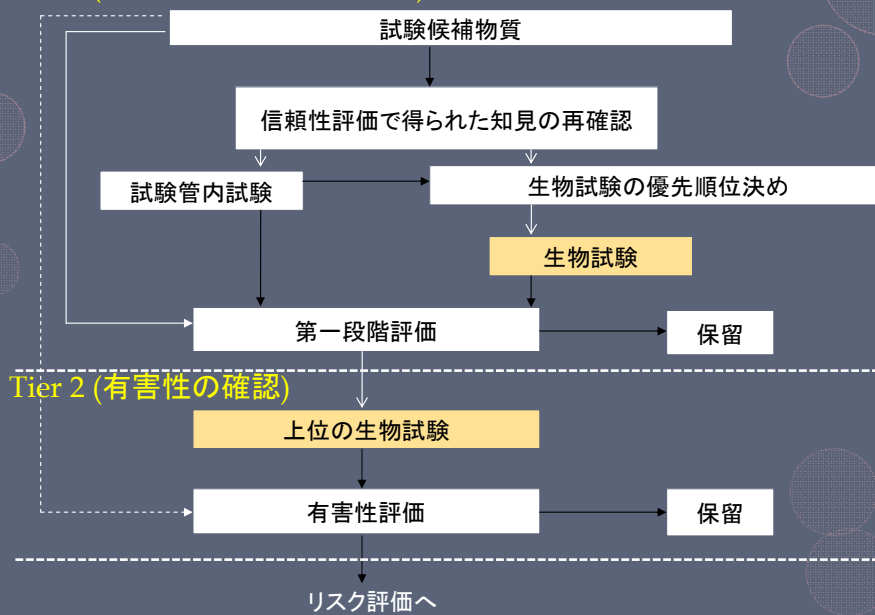 試験候補物質
信頼性評価で得られた知見の再確認
試験管内試験
生物試験の優先順位決め
生物試験
第一段階評価
保留
Tier 2 (有害性の確認)
上位の生物試験
有害性評価
保留
リスク評価へ